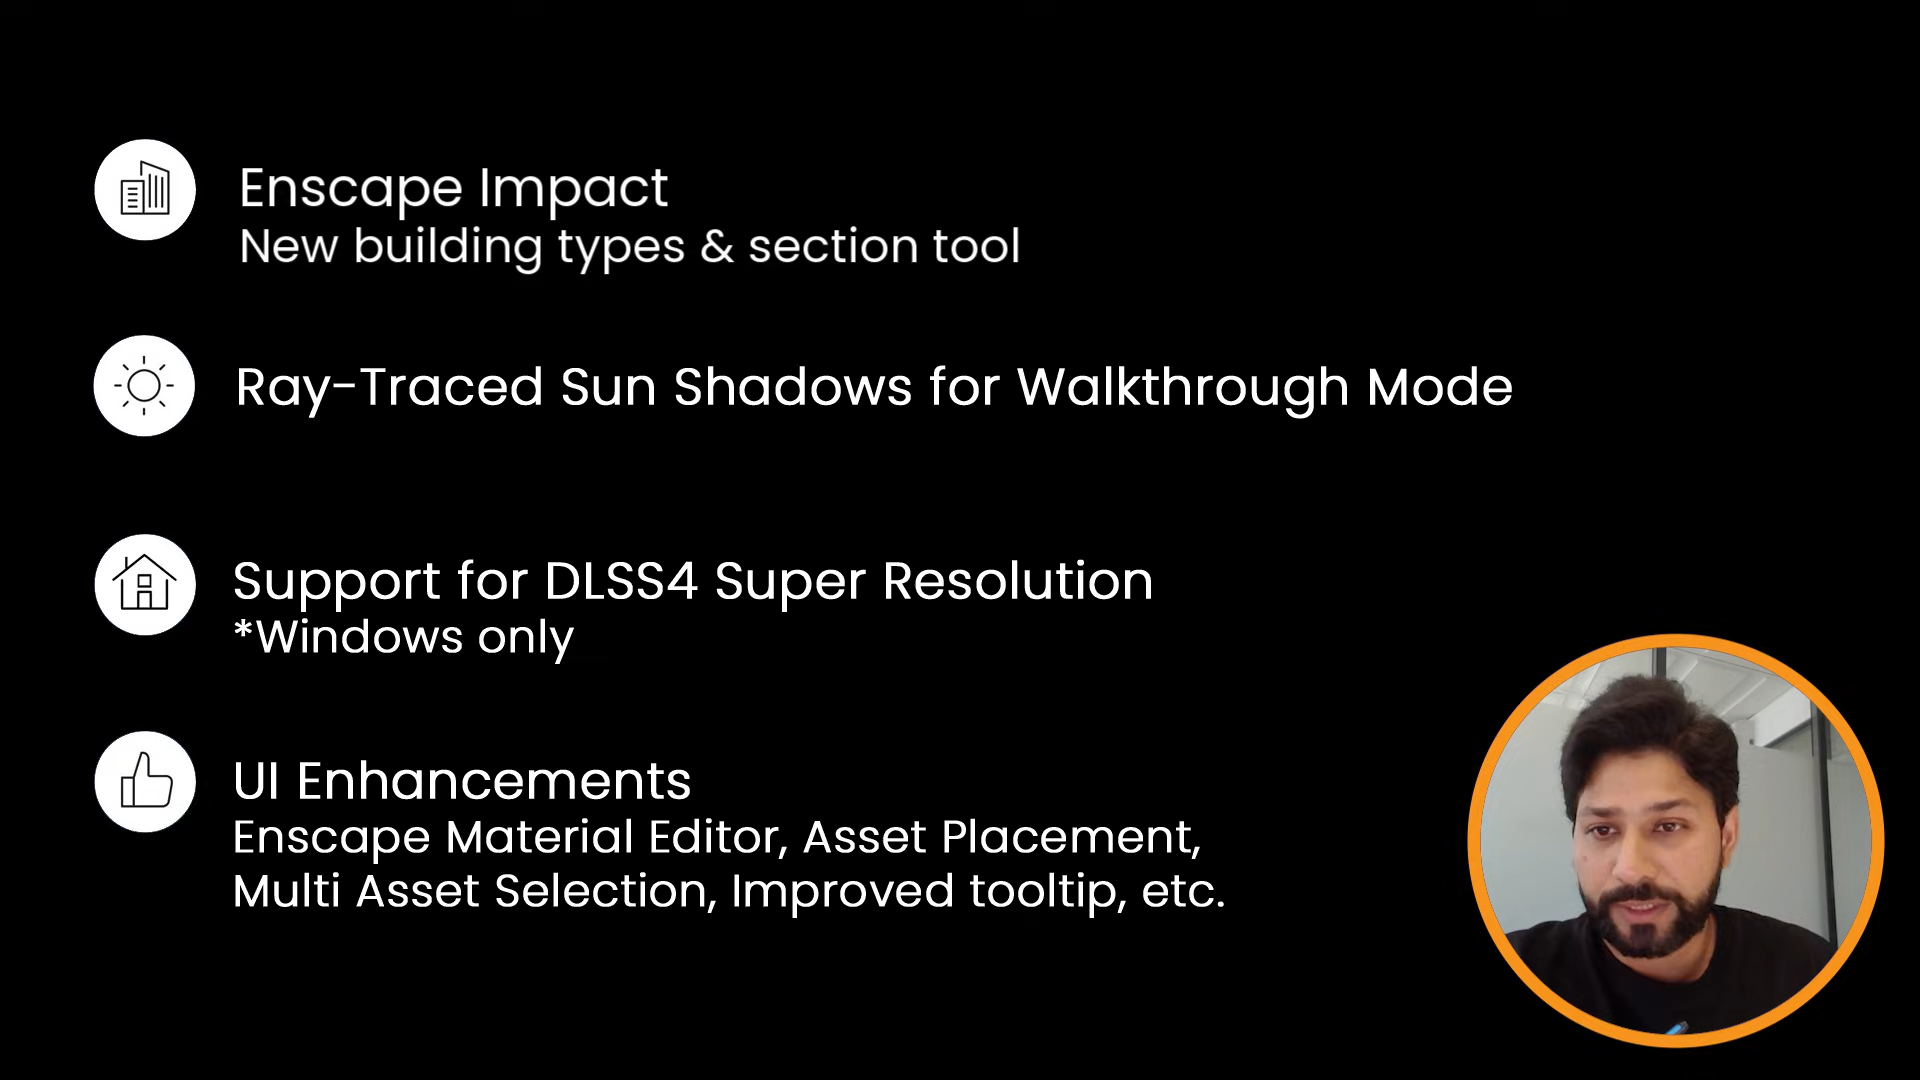 Enscape Impact
New building types & section tool
Ray-Traced Sun Shadows for Walkthrough Mode
Support for DLSS4 Super Resolution
*Windows only
UI Enhancements
Enscape Material Editor, Asset Placement,
Multi Asset Selection, Improved tooltip, etc.